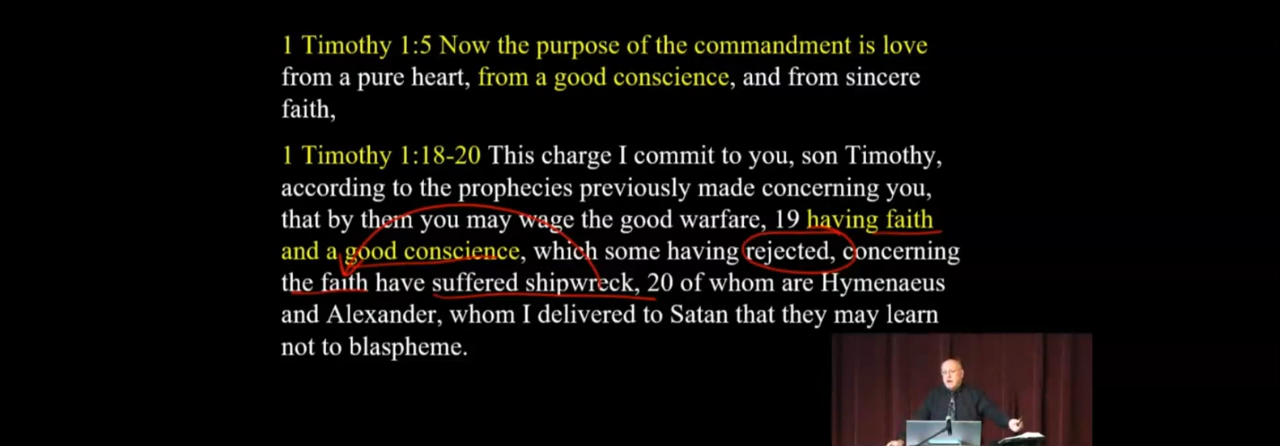 1 Timothy 1:5 Now the purpose of the commandment is love
from a pure heart, from a good conscience, and from sincere
faith,
1 Timothy 1:18-20 This charge I commit to you, son Timothy,
according to the prophecies previously made concerning you,
that by them you may wage the good warfare, 19 having faith
and a good conscience, which some having rejected, concerning
the faith have suffered shipwreck, 20 of whom are Hymenaeus
and Alexander, whom I delivered to Satan that they may learn
not to blaspheme.